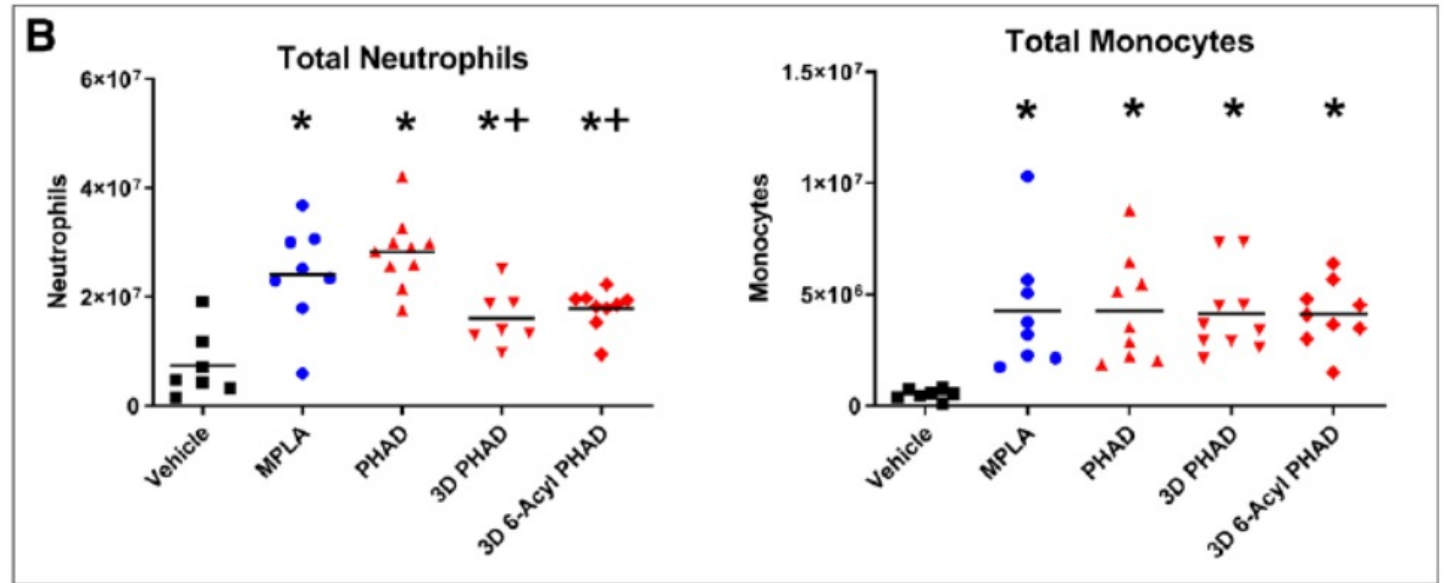 B
Total Neutrophils
Neutrophils
6×10⁷
4×10⁷
2×10⁷
0
* * *+ *+
Vehicle
MPLA
PHAD
3D PHAD
3D 6-Acyl PHAD
Total Monocytes
Monocytes
1.5×10⁷
1×10⁷
5×10⁶
0
* * * *
Vehicle
MPLA
PHAD
3D PHAD
3D 6-Acyl PHAD